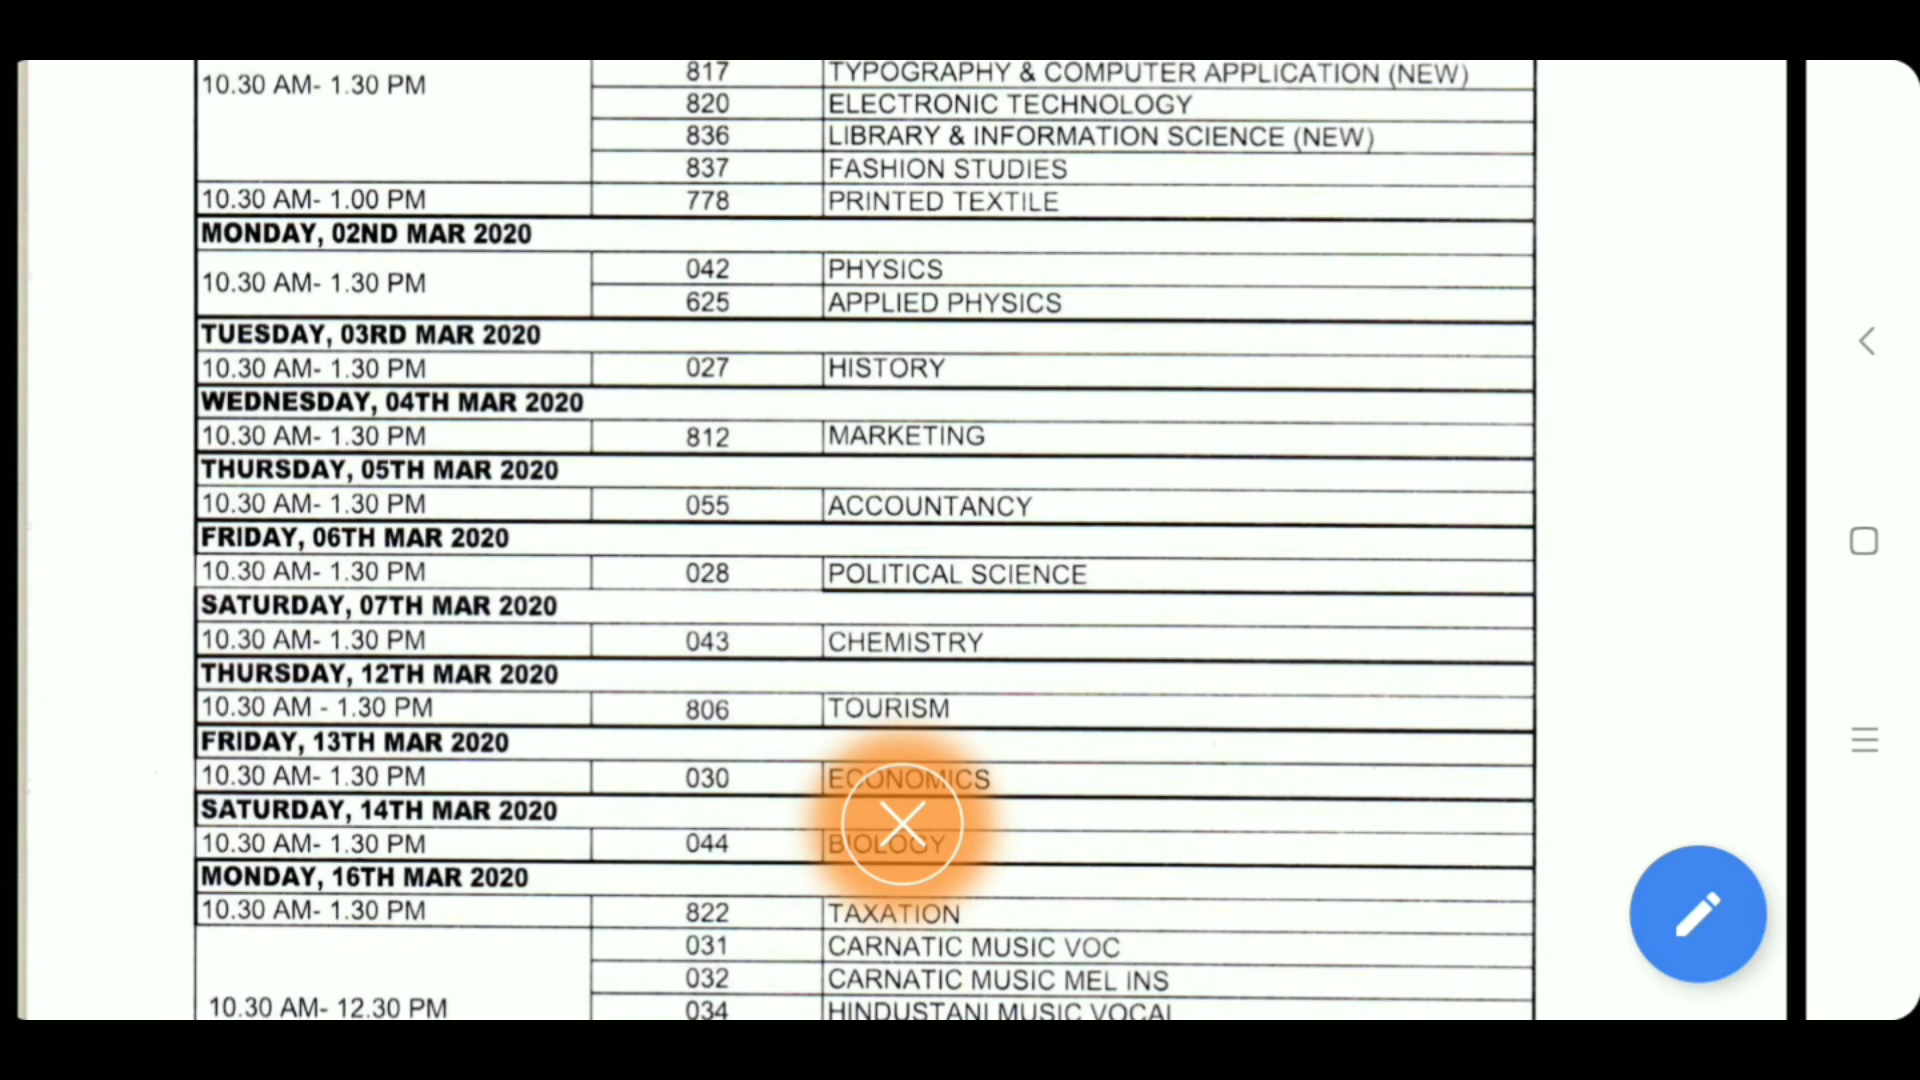 817 TYPOGRAPHY & COMPUTER APPLICATION (NEW)
10.30 AM- 1.30 PM
820 ELECTRONIC TECHNOLOGY
836 LIBRARY & INFORMATION SCIENCE (NEW)
837 FASHION STUDIES
10.30 AM- 1.00 PM 778 PRINTED TEXTILE
MONDAY, 02ND MAR 2020
042 PHYSICS
10.30 AM- 1.30 PM
625 APPLIED PHYSICS
TUESDAY, 03RD MAR 2020
10.30 AM- 1.30 PM 027 HISTORY
WEDNESDAY, 04TH MAR 2020
10.30 AM- 1.30 PM 812 MARKETING
THURSDAY, 05TH MAR 2020
10.30 AM- 1.30 PM 055 ACCOUNTANCY
FRIDAY, 06TH MAR 2020
10.30 AM- 1.30 PM 028 POLITICAL SCIENCE
SATURDAY, 07TH MAR 2020
10.30 AM- 1.30 PM 043 CHEMISTRY
THURSDAY, 12TH MAR 2020
10.30 AM - 1.30 PM 806 TOURISM
FRIDAY, 13TH MAR 2020
10.30 AM- 1.30 PM 030 ECONOMICS
SATURDAY, 14TH MAR 2020
10.30 AM- 1.30 PM 044 BIOLOGY
MONDAY, 16TH MAR 2020
10.30 AM- 1.30 PM 822 TAXATION
031 CARNATIC MUSIC VOC
032 CARNATIC MUSIC MEL INS
10.30 AM- 12.30 PM 034 HINDUSTANI MUSIC VOCAL